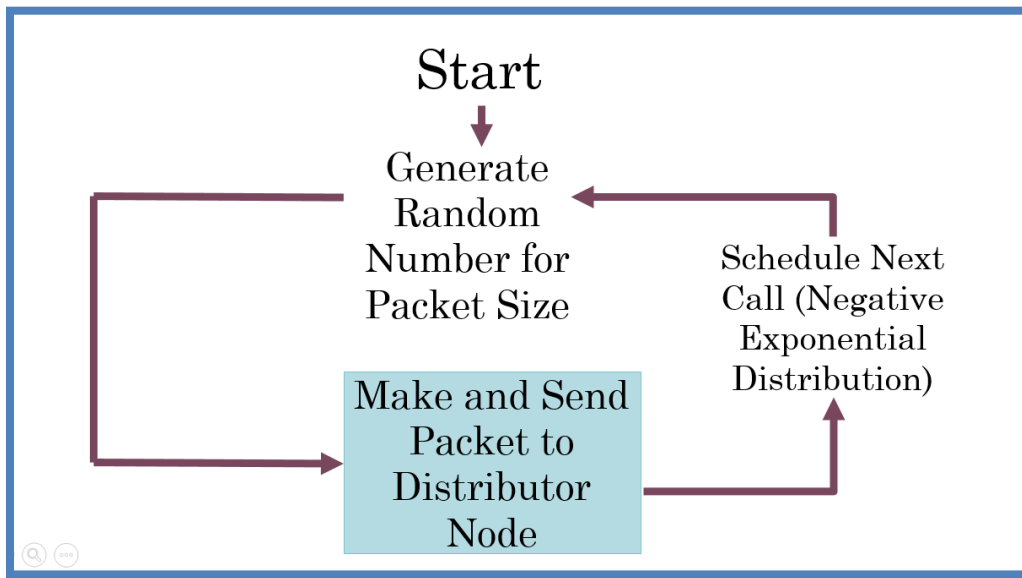 Start
Generate
Random
Number for
Packet Size
Schedule Next
Call (Negative
Exponential
Distribution)
Make and Send
Packet to
Distributor
Node